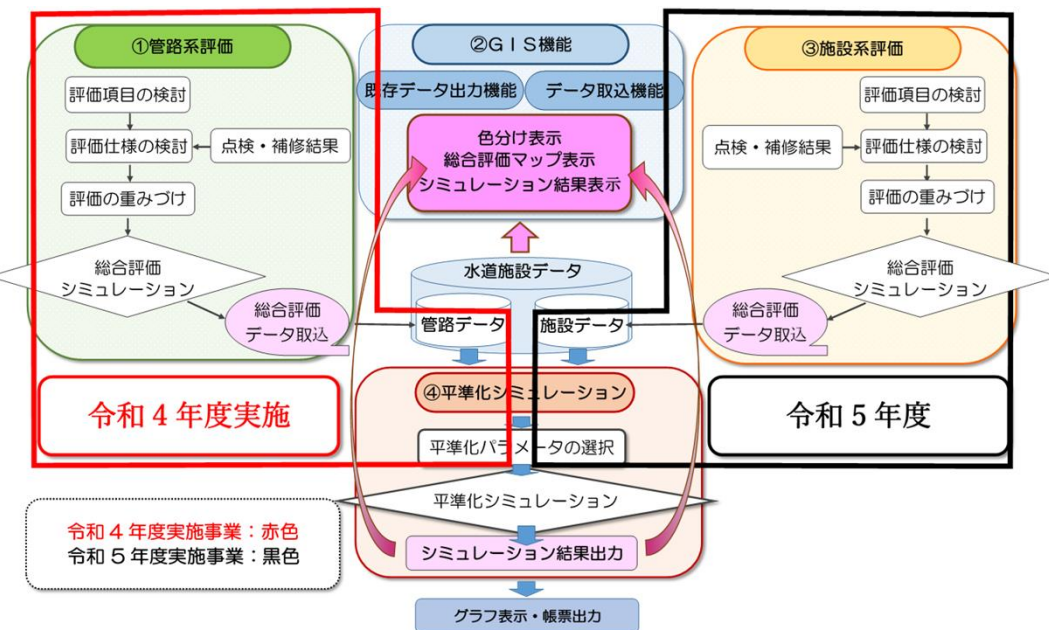 ①管路系評価
評価項目の検討
評価仕様の検討
点検・補修結果
評価の重みづけ
総合評価
シミュレーション
総合評価
データ取込
令和４年度実施
②ＧＩＳ機能
既存データ出力機能
データ取込機能
色分け表示
総合評価マップ表示
シミュレーション結果表示
水道施設データ
管路データ
施設データ
③施設系評価
評価項目の検討
点検・補修結果
評価仕様の検討
評価の重みづけ
総合評価
シミュレーション
総合評価
データ取込
令和５年度
④平準化シミュレーション
平準化パラメータの選択
平準化シミュレーション
シミュレーション結果出力
グラフ表示・帳票出力
令和４年度実施事業：赤色
令和５年度実施事業：黒色